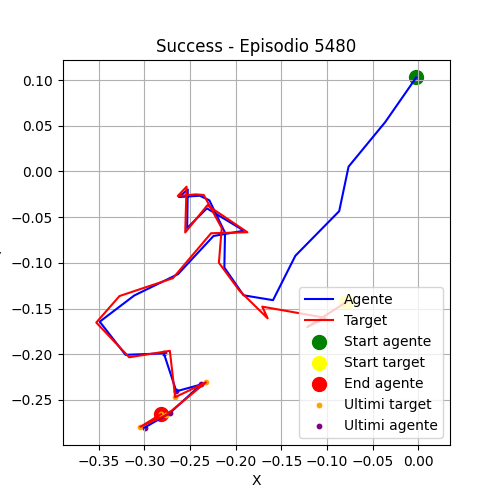 Success - Episodio 5480
0.10
0.05
0.00
−0.05
−0.10
−0.15
−0.20
−0.25
Agente
Target
Start agente
Start target
End agente
Ultimi target
Ultimi agente
−0.35 −0.30 −0.25 −0.20 −0.15 −0.10 −0.05 0.00
X